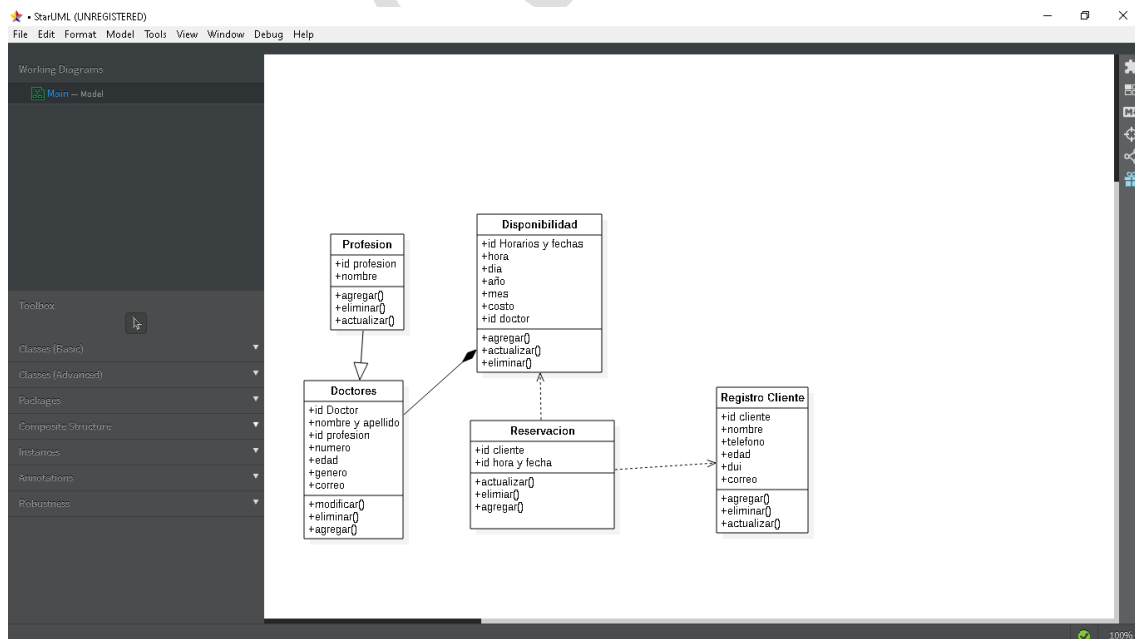 • StarUML (UNREGISTERED)
File Edit Format Model Tools View Window Debug Help
Working Diagrams
Main — Model
Toolbox
Classes (Basic)
Classes (Advanced)
Packages
Composite Structure
Instances
Annotations
Robustness
Profesion
+id profesion
+nombre
+agregar()
+eliminar()
+actualizar()
Disponibilidad
+id Horarios y fechas
+hora
+dia
+año
+mes
+costo
+id doctor
+agregar()
+actualizar()
+eliminar()
Doctores
+id Doctor
+nombre y apellido
+id profesion
+numero
+edad
+genero
+correo
+modificar()
+eliminar()
+agregar()
Reservacion
+id cliente
+id hora y fecha
+actualizar()
+elimiar()
+agregar()
Registro Cliente
+id cliente
+nombre
+telefono
+edad
+dui
+correo
+agregar()
+eliminar()
+actualizar()
100%